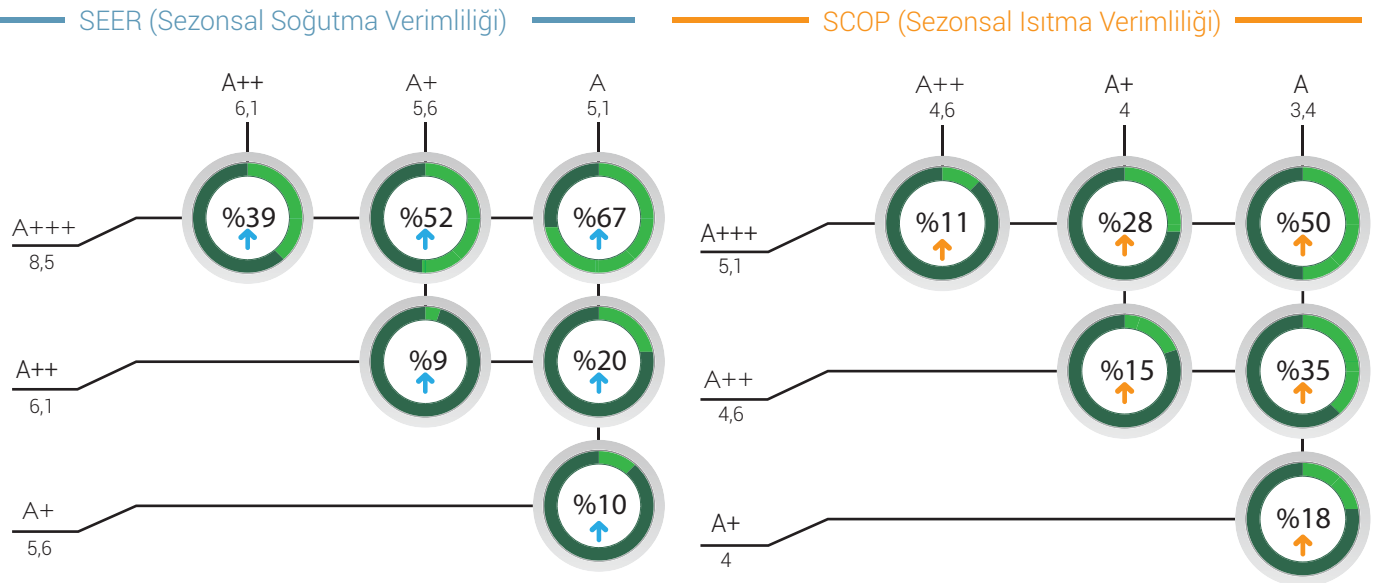 SEER (Sezonsal Soğutma Verimliliği)
A++
6,1
A+
5,6
A
5,1
A+++
8,5
%39
%52
%67
A++
6,1
%9
%20
A+
5,6
%10
SCOP (Sezonsal Isıtma Verimliliği)
A++
4,6
A+
4
A
3,4
A+++
5,1
%11
%28
%50
A++
4,6
%15
%35
A+
4
%18